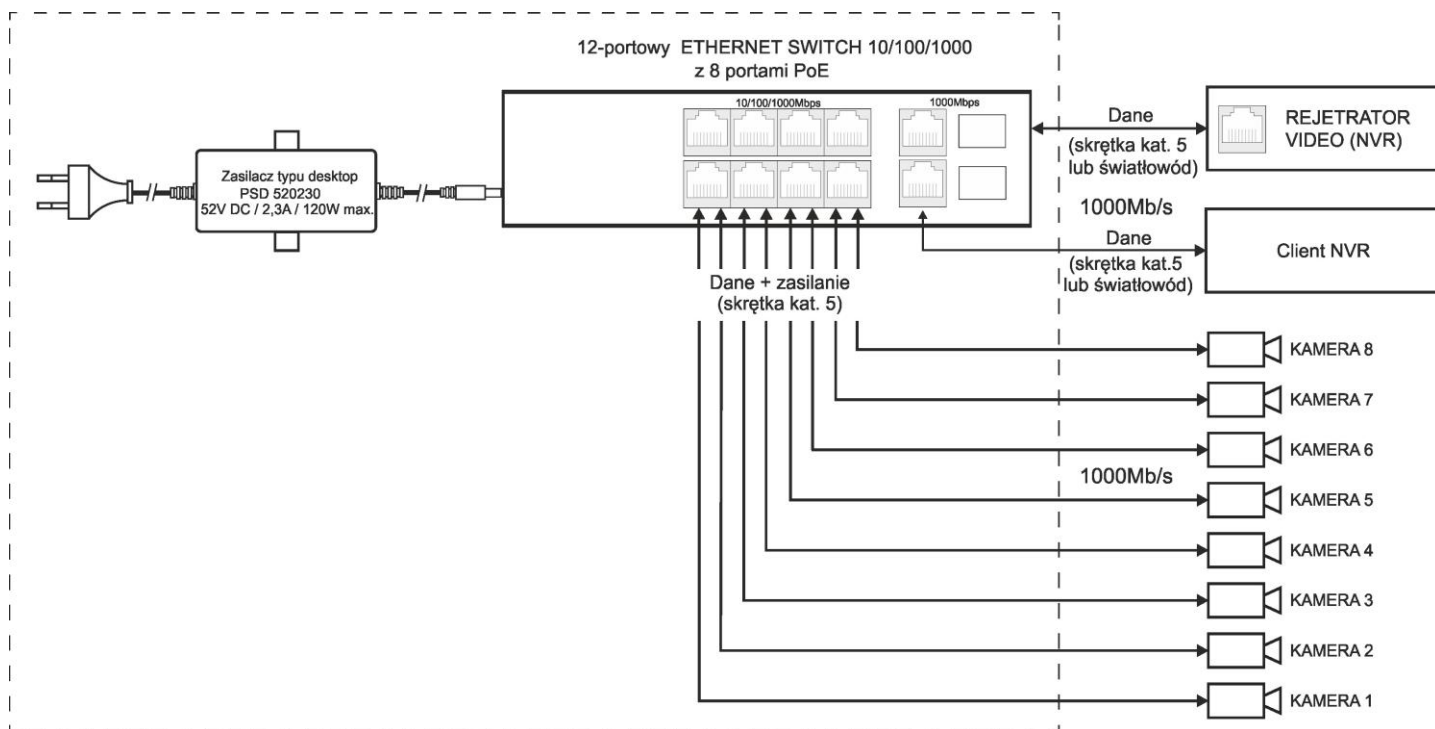 12-portowy ETHERNET SWITCH 10/100/1000
z 8 portami PoE
10/100/1000Mbps
1000Mbps
Zasilacz typu desktop
PSD 520230
52V DC / 2,3A / 120W max.
Dane
(skrętka kat. 5
lub światłowód)
REJETRATOR
VIDEO (NVR)
1000Mb/s
Dane
(skrętka kat.5
lub światłowód)
Client NVR
Dane + zasilanie
(skrętka kat. 5)
KAMERA 8
KAMERA 7
KAMERA 6
1000Mb/s
KAMERA 5
KAMERA 4
KAMERA 3
KAMERA 2
KAMERA 1